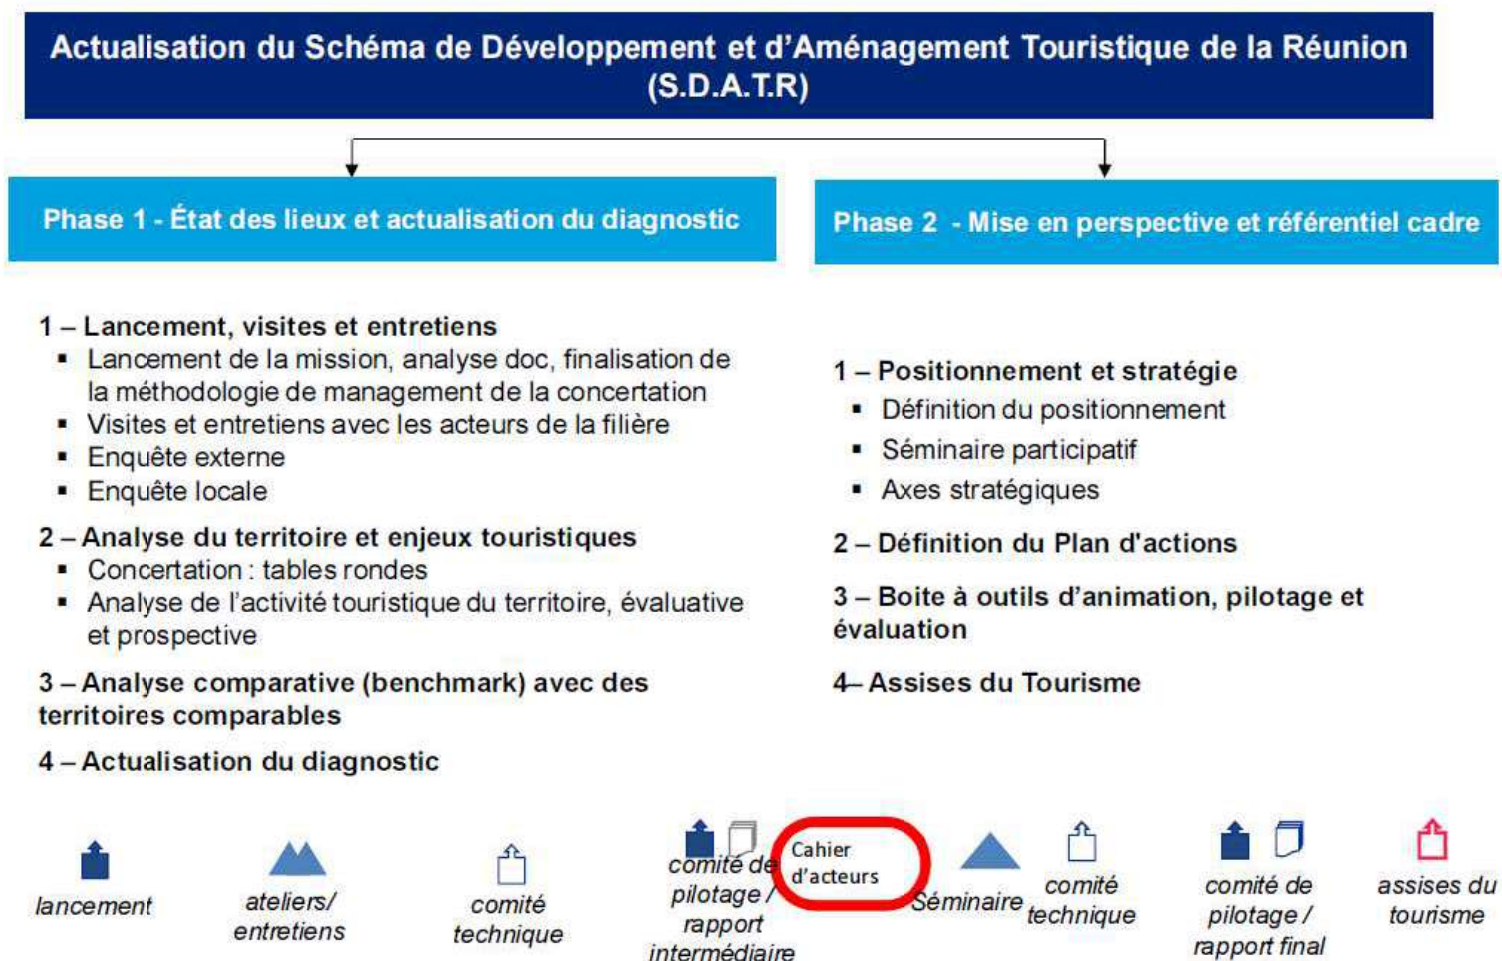 Actualisation du Schéma de Développement et d'Aménagement Touristique de la Réunion
(S.D.A.T.R)
Phase 1 - État des lieux et actualisation du diagnostic
1 – Lancement, visites et entretiens
▪ Lancement de la mission, analyse doc, finalisation de
la méthodologie de management de la concertation
▪ Visites et entretiens avec les acteurs de la filière
▪ Enquête externe
▪ Enquête locale
2 – Analyse du territoire et enjeux touristiques
▪ Concertation : tables rondes
▪ Analyse de l'activité touristique du territoire, évaluative
et prospective
3 – Analyse comparative (benchmark) avec des
territoires comparables
4 – Actualisation du diagnostic
Phase 2 - Mise en perspective et référentiel cadre
1 – Positionnement et stratégie
▪ Définition du positionnement
▪ Séminaire participatif
▪ Axes stratégiques
2 – Définition du Plan d'actions
3 – Boite à outils d'animation, pilotage et
évaluation
4– Assises du Tourisme
lancement
ateliers/
entretiens
comité
technique
comité de
pilotage /
rapport
intermédiaire
Cahier
d'acteurs
Séminaire
comité
technique
comité de
pilotage /
rapport final
assises du
tourisme